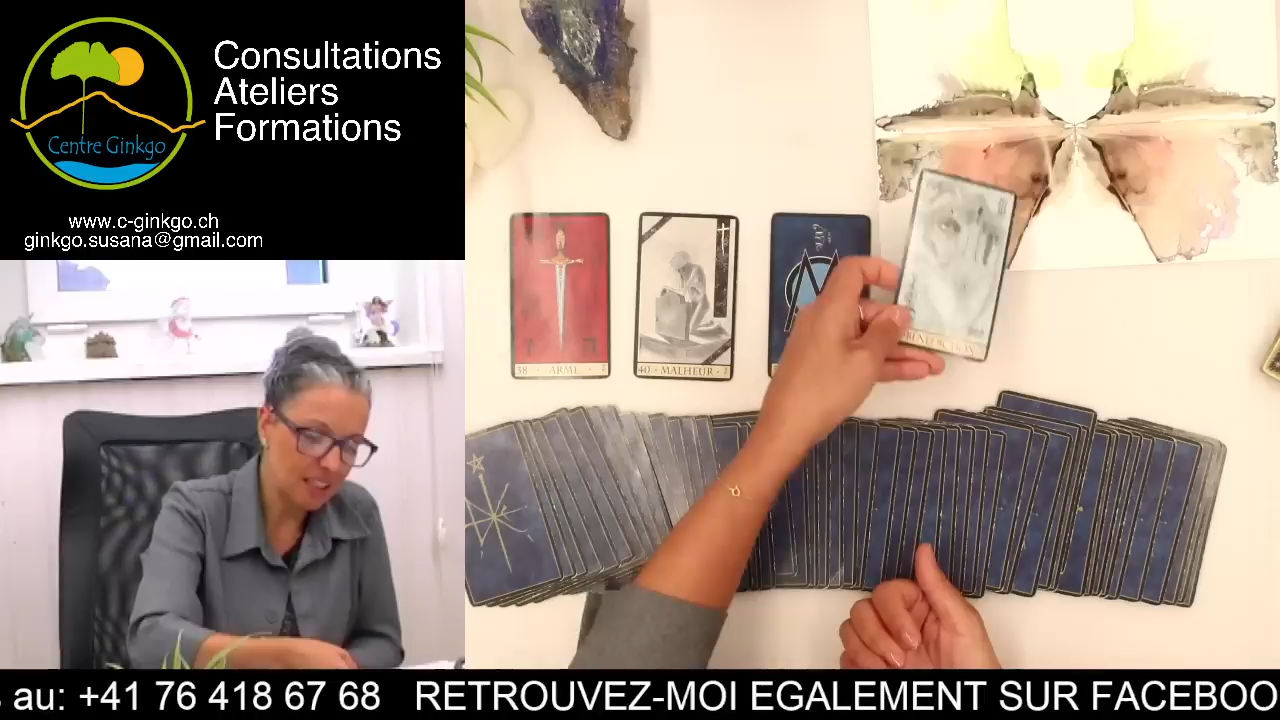 Consultations
Ateliers
Formations
Centre Ginkgo
www.c-ginkgo.ch
ginkgo.susana@gmail.com
38 · ARME ·
40 · MALHEUR ·
BENEDICTION
au: +41 76 418 67 68 RETROUVEZ-MOI EGALEMENT SUR FACEBOO